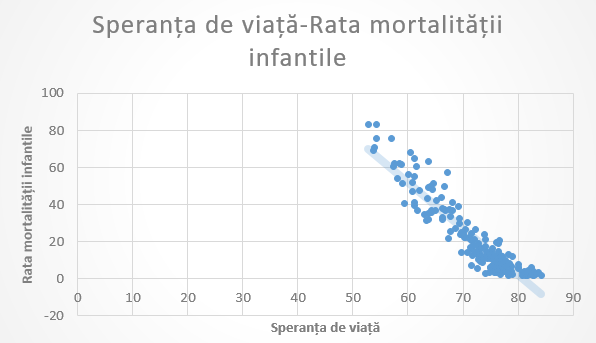 Speranța de viață-Rata mortalității
infantile
Rata mortalității infantile
100
80
60
40
20
0
-20
0 10 20 30 40 50 60 70 80 90
Speranța de viață